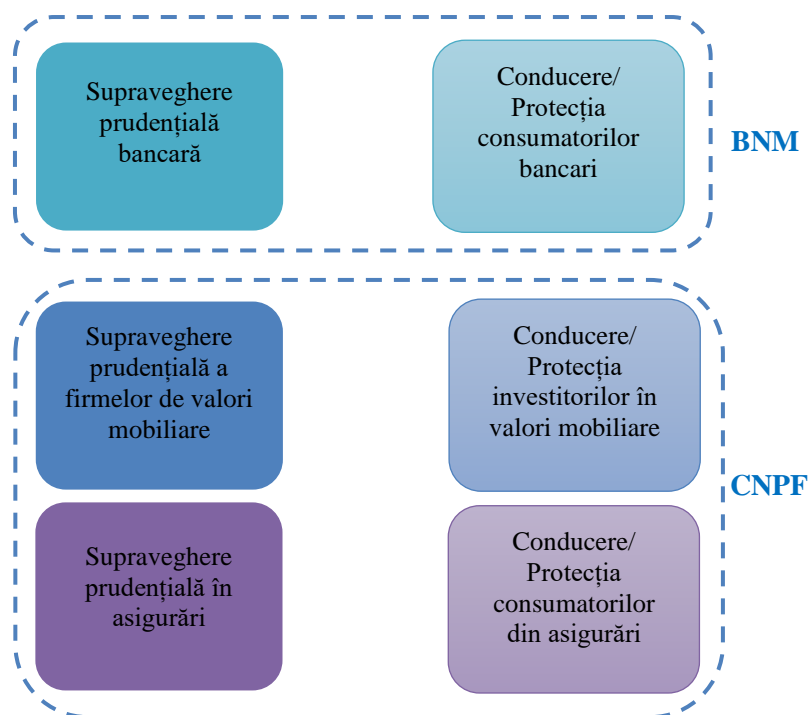 Supraveghere
prudențială
bancară
Conducere/
Protecția
consumatorilor
bancari
BNM
Supraveghere
prudențială a
firmelor de valori
mobiliare
Conducere/
Protecția
investitorilor în
valori mobiliare
CNPF
Supraveghere
prudențială în
asigurări
Conducere/
Protecția
consumatorilor
din asigurări